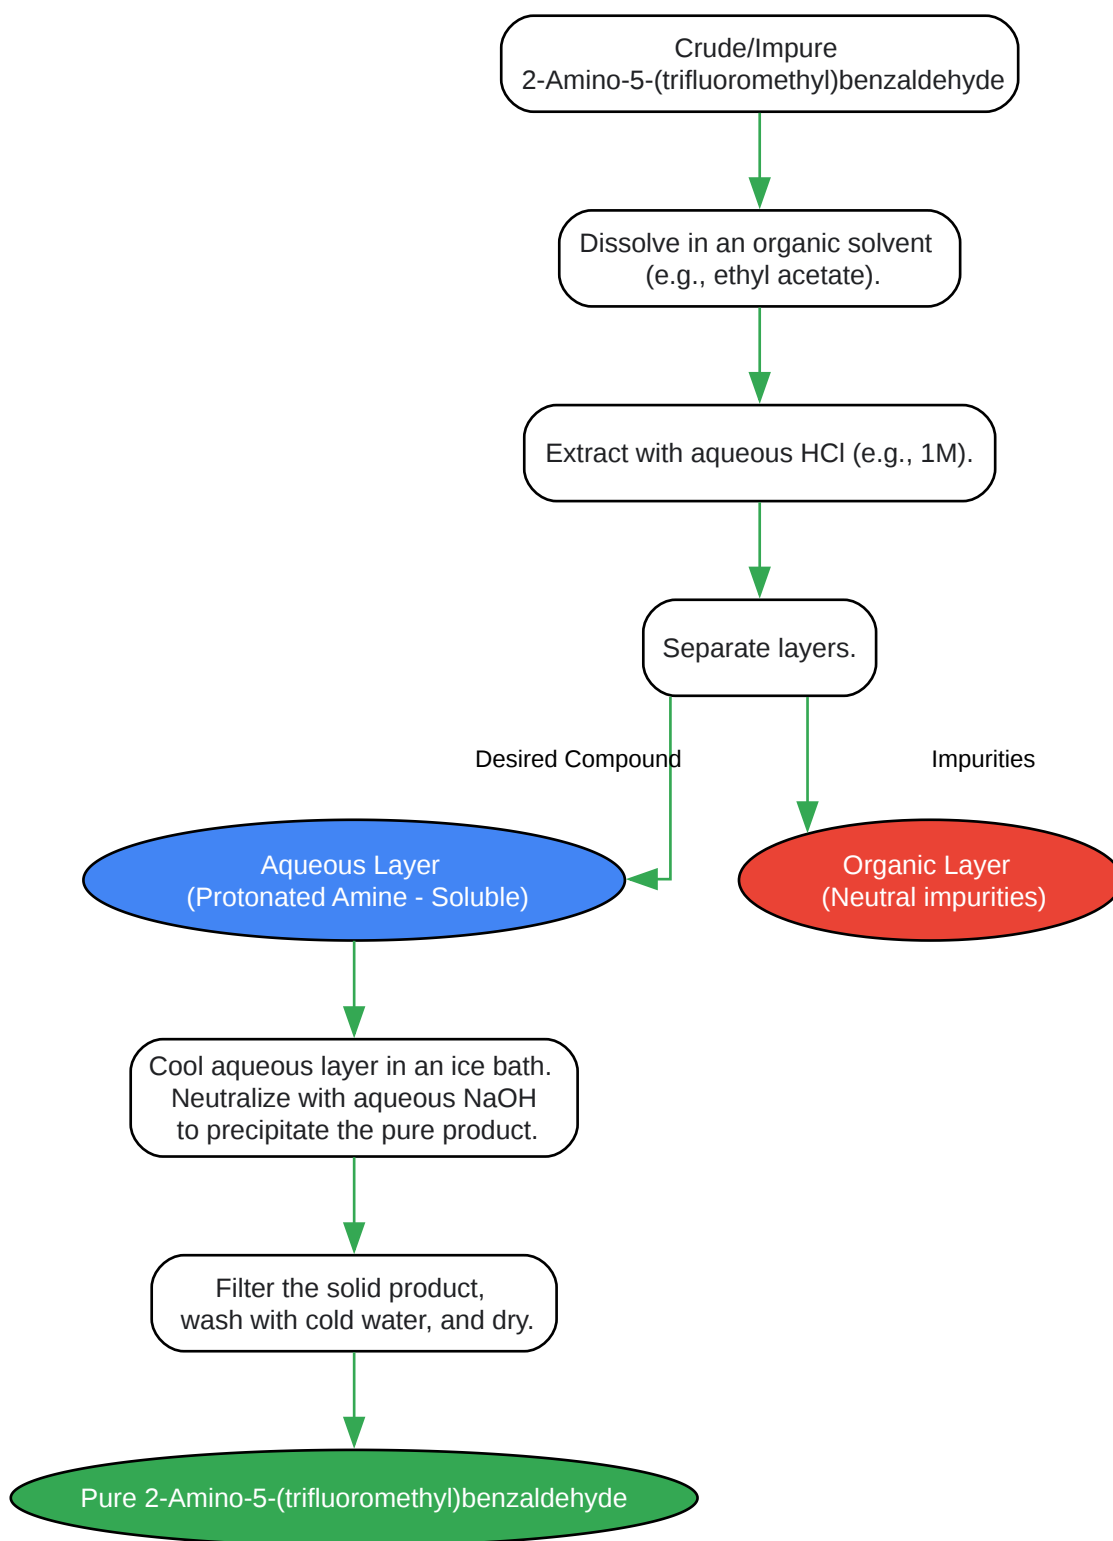 Crude/Impure
2-Amino-5-(trifluoromethyl)benzaldehyde
Dissolve in an organic solvent
(e.g., ethyl acetate).
Extract with aqueous HCl (e.g., 1M).
Separate layers.
Desired Compound
Impurities
Aqueous Layer
(Protonated Amine - Soluble)
Organic Layer
(Neutral impurities)
Cool aqueous layer in an ice bath.
Neutralize with aqueous NaOH
to precipitate the pure product.
Filter the solid product,
wash with cold water, and dry.
Pure 2-Amino-5-(trifluoromethyl)benzaldehyde